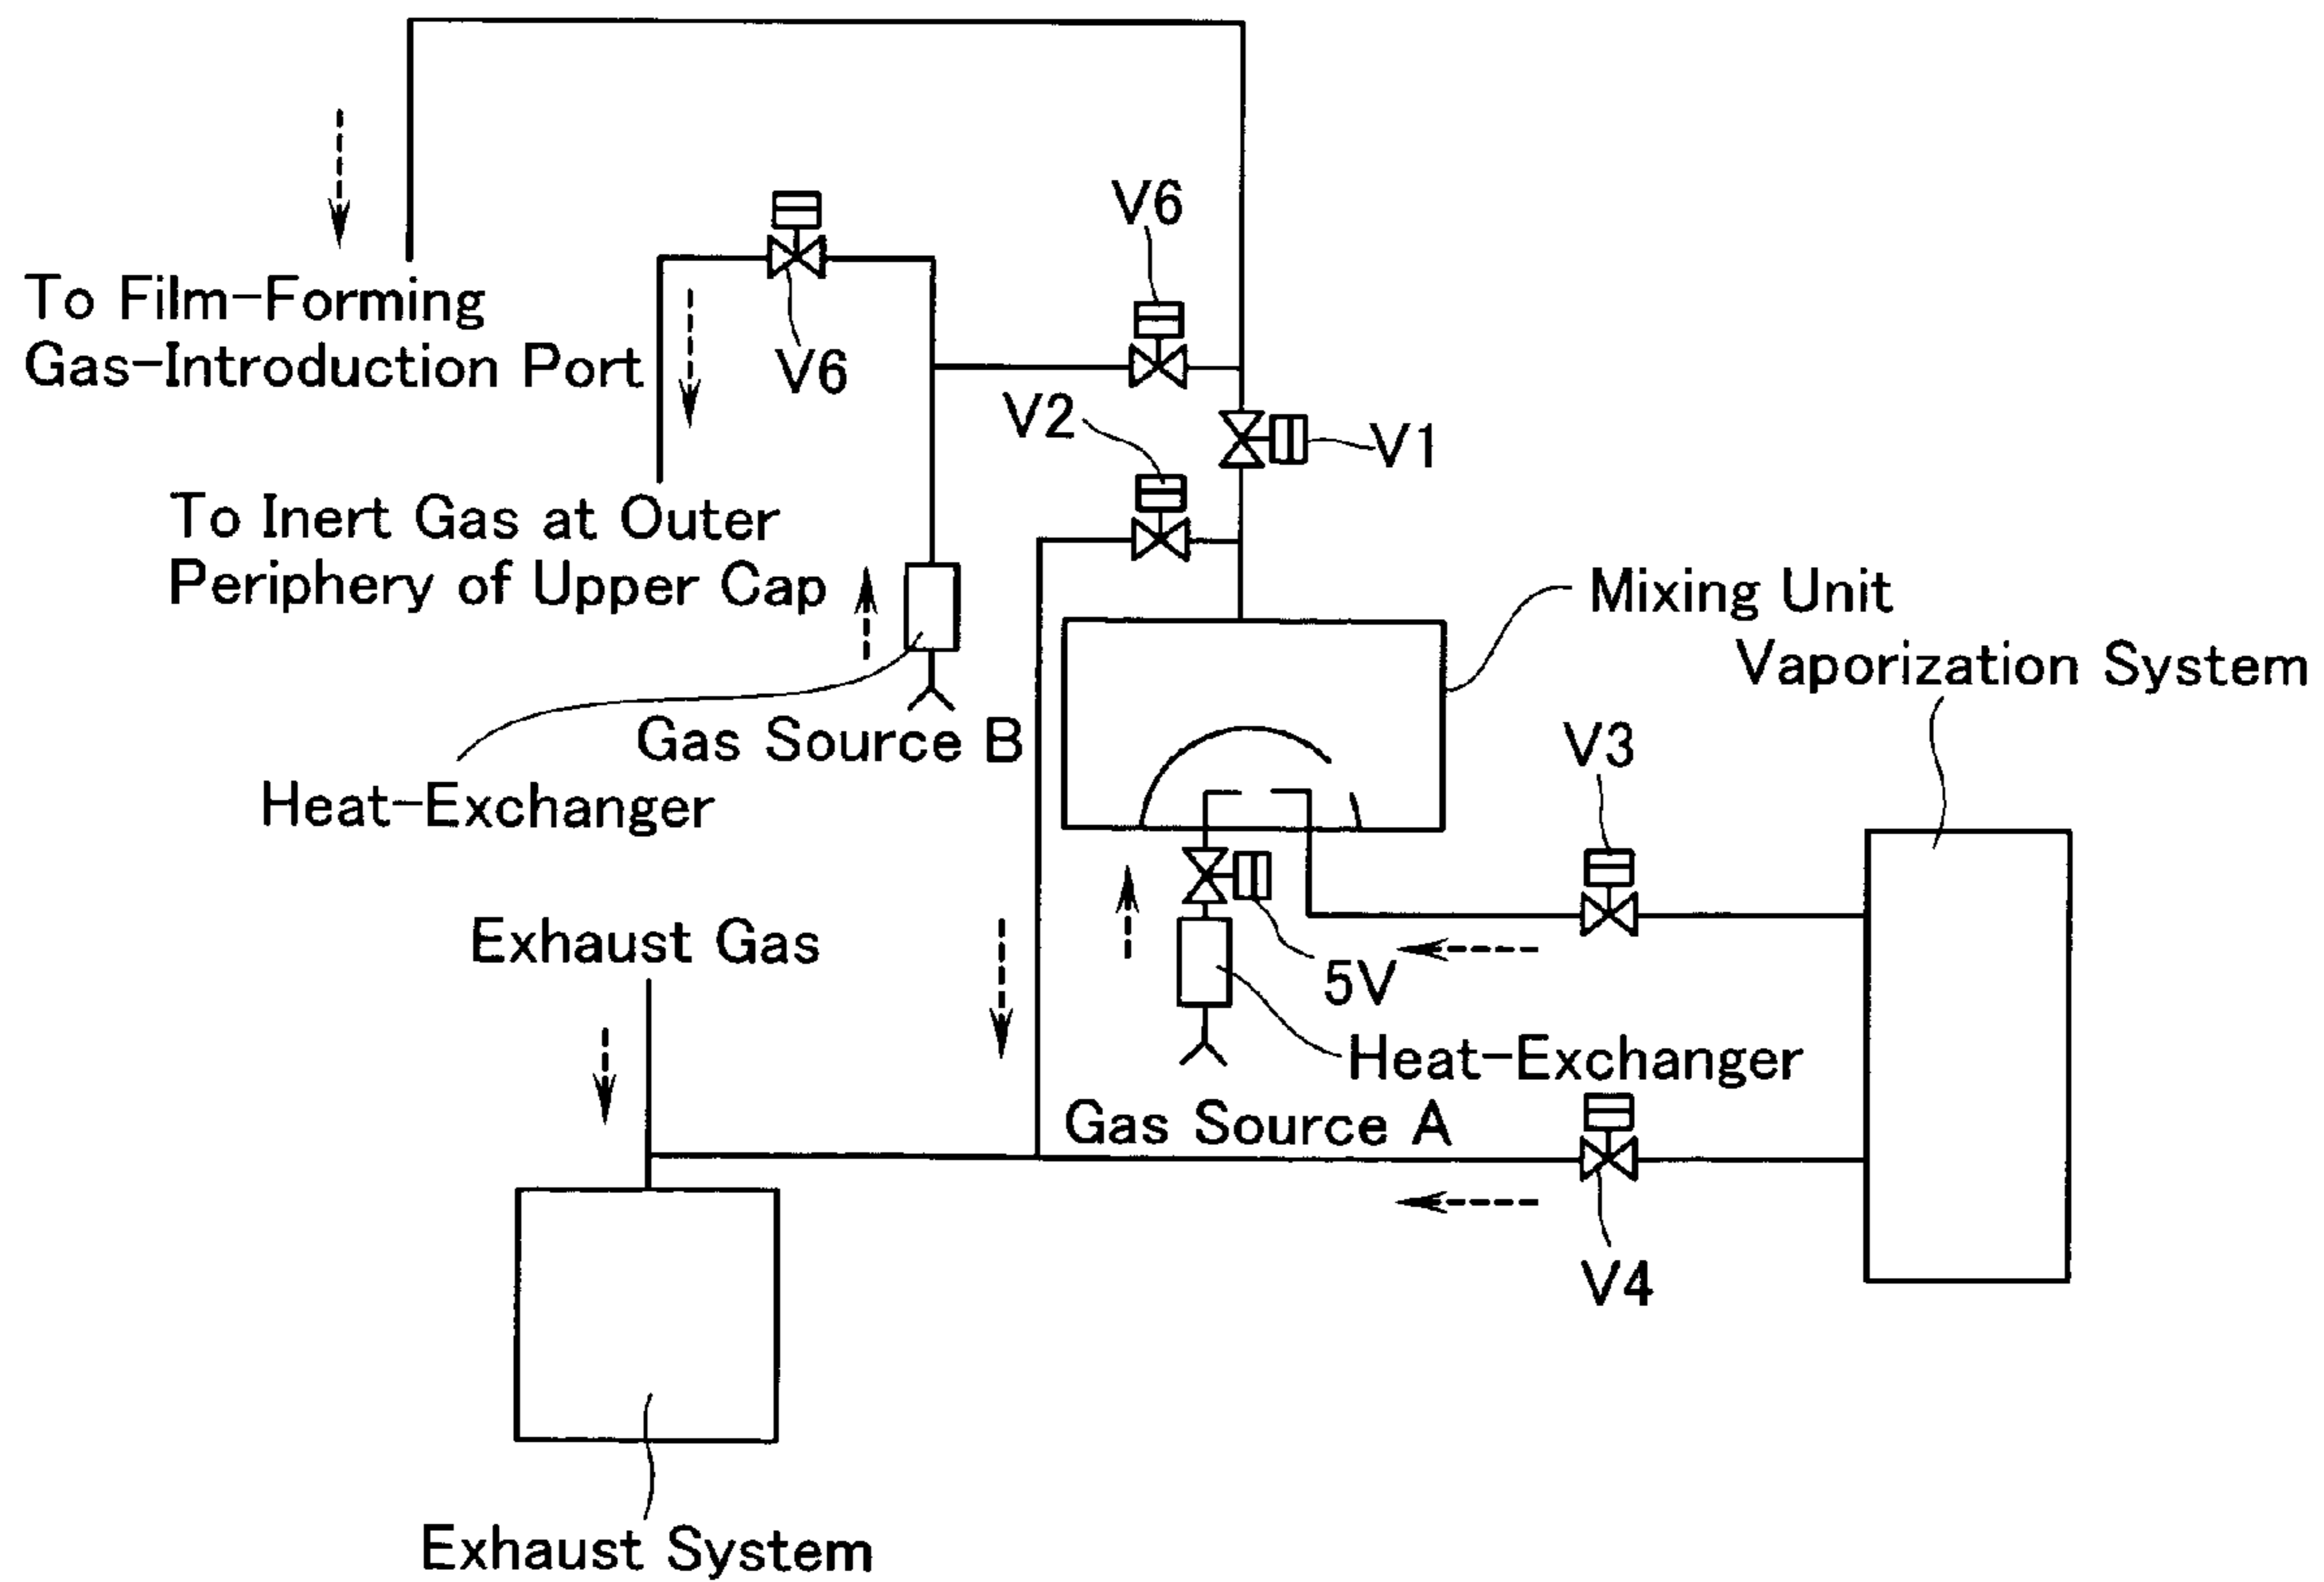 V6
To Film-Forming
Gas-Introduction Port
V6
V2
V1
To Inert Gas at Outer
Periphery of Upper Cap
Mixing Unit
Vaporization System
Gas Source B
V3
Heat-Exchanger
Exhaust Gas
5V
Heat-Exchanger
Gas Source A
V4
Exhaust System